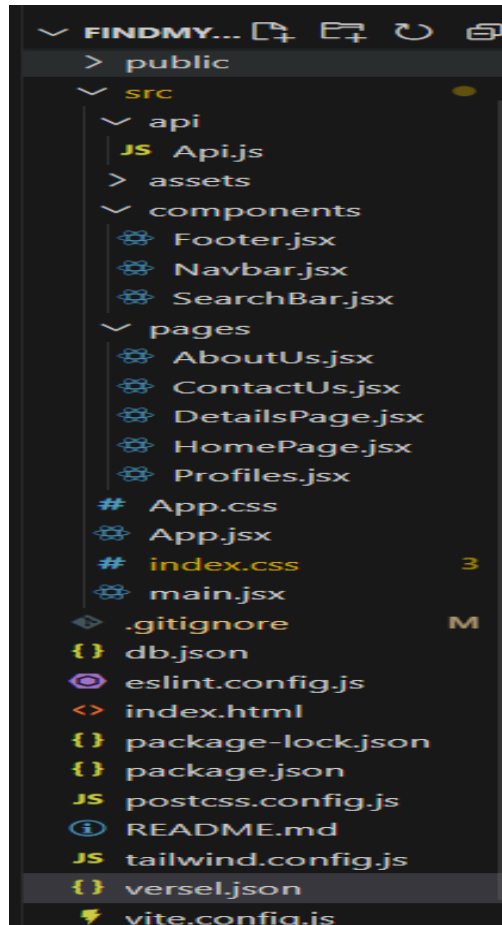 FINDMY...
public
src
api
JS Api.js
assets
components
Footer.jsx
Navbar.jsx
SearchBar.jsx
pages
AboutUs.jsx
ContactUs.jsx
DetailsPage.jsx
HomePage.jsx
Profiles.jsx
# App.css
App.jsx
# index.css 3
main.jsx
.gitignore M
{} db.json
eslint.config.js
<> index.html
{} package-lock.json
{} package.json
JS postcss.config.js
README.md
JS tailwind.config.js
{} versel.json
vite.config.js